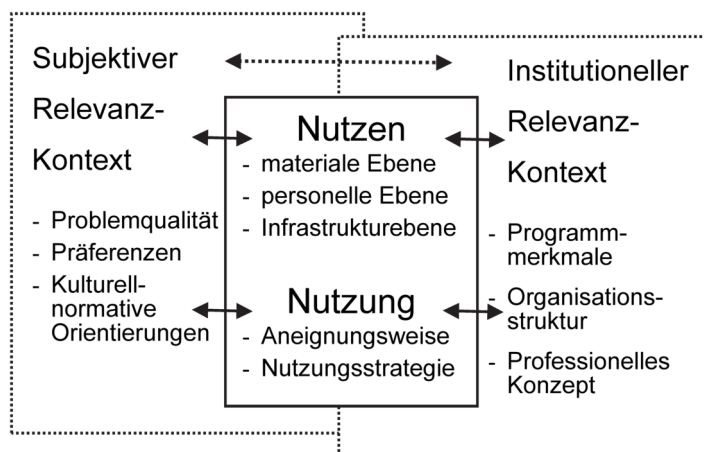 Subjektiver
Relevanz-
Kontext
- Problemqualität
- Präferenzen
- Kulturell-
normative
Orientierungen
Nutzen
- materiale Ebene
- personelle Ebene
- Infrastrukturebene
Nutzung
- Aneignungsweise
- Nutzungsstrategie
Institutioneller
Relevanz-
Kontext
- Programm-
merkmale
- Organisations-
struktur
- Professionelles
Konzept